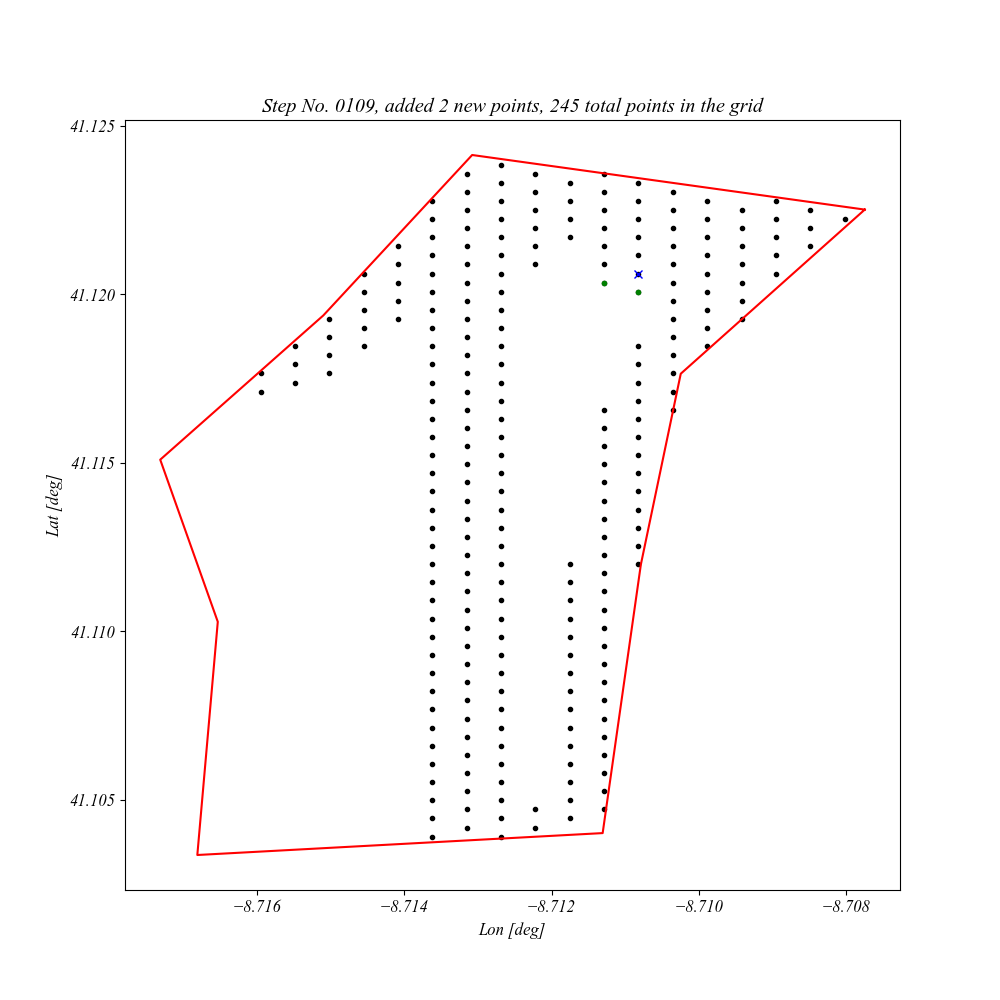 Step No. 0109, added 2 new points, 245 total points in the grid
41.125
41.120
41.115
41.110
41.105
Lat [deg]
−8.716 −8.714 −8.712 −8.710 −8.708
Lon [deg]